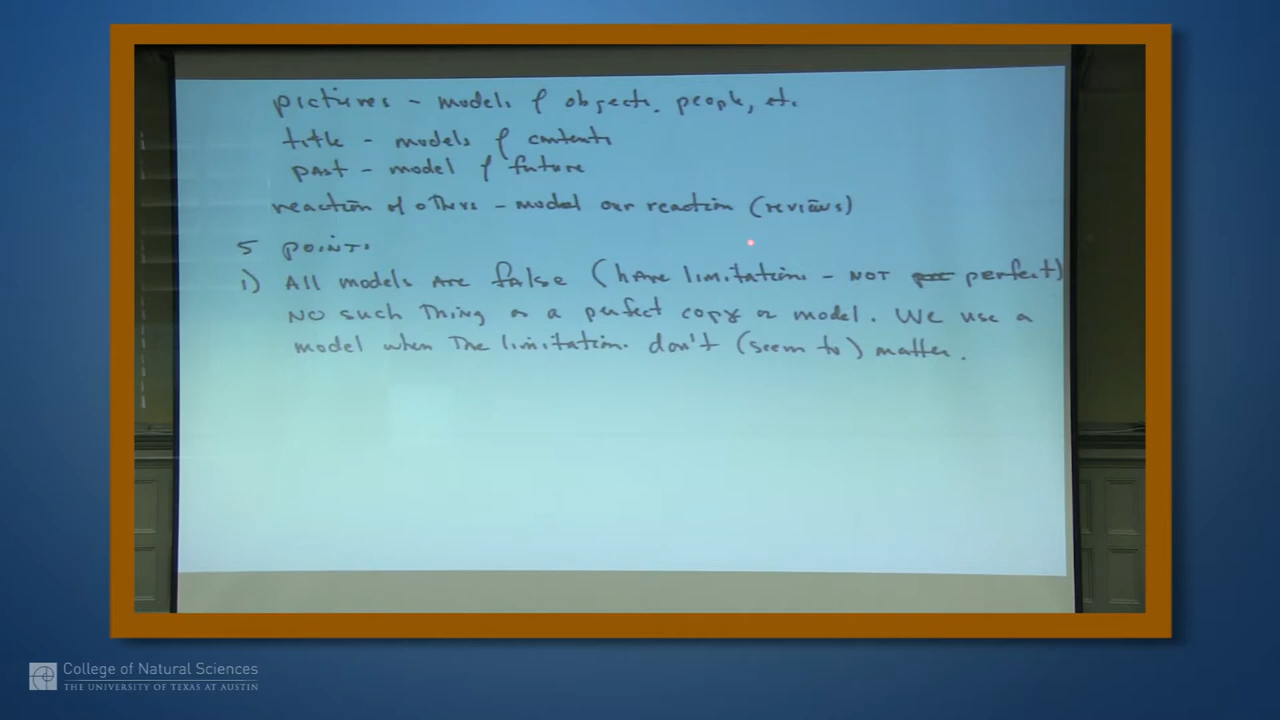 pictures - models of objects, people, etc.
title - models of contents
past - model of future
reaction of others - model our reaction (reviews)
5 points
1) All models are false (have limitations - NOT perfect)
No such thing as a perfect copy or model. We use a
model when the limitations don't (seem to) matter.
College of Natural Sciences
THE UNIVERSITY OF TEXAS AT AUSTIN